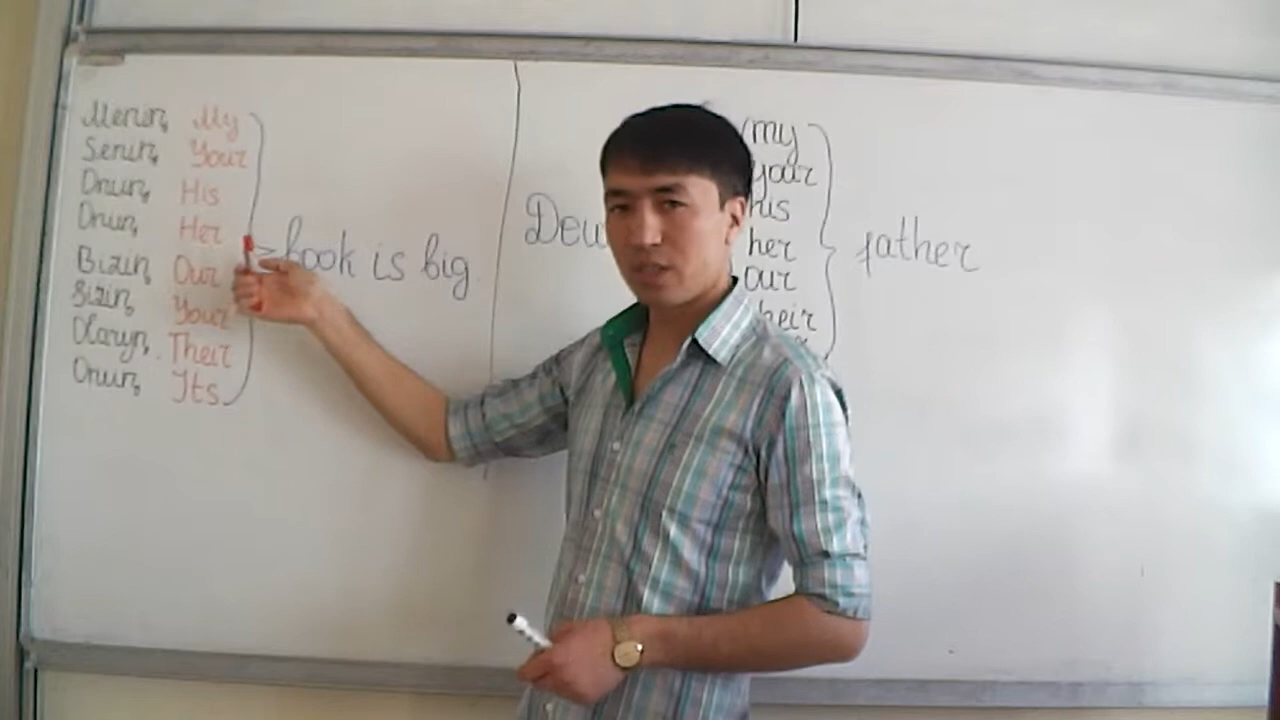 Meniň My
Seniň Your
Onuň His
Onuň Her
Biziň Our
Siziň Your
Olaryň Their
Onuň Its
book is big.
my
your
his
her
our
their
father